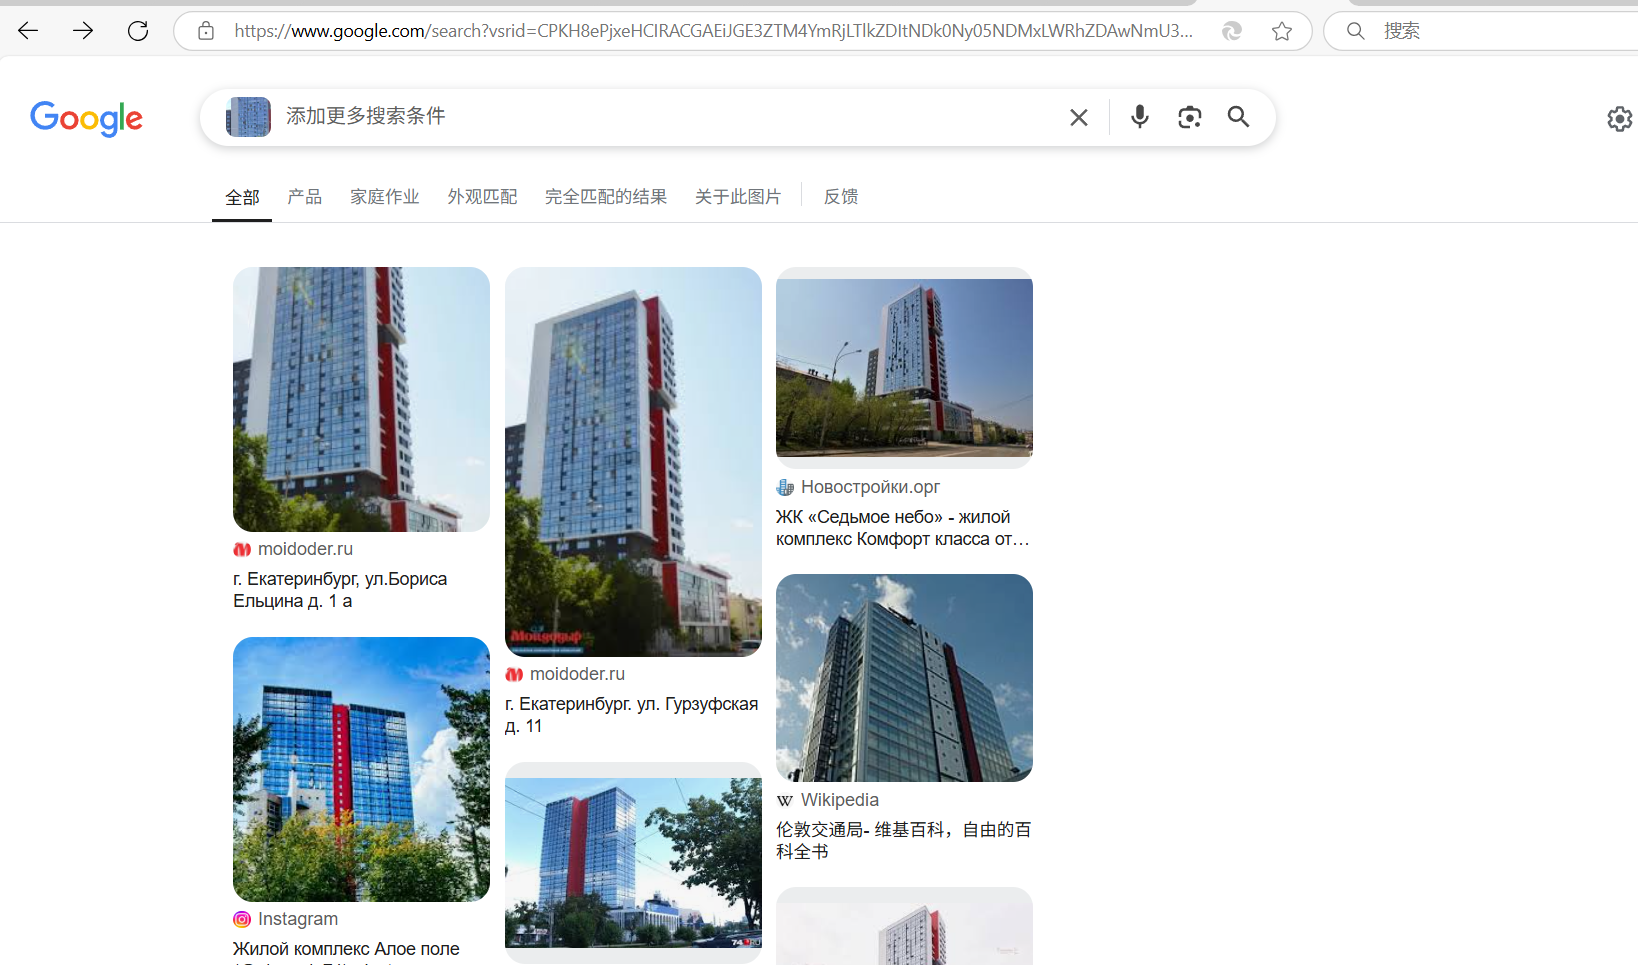 https://www.google.com/search?vsrid=CPKH8ePjxeHCIRACGAEiJGE3ZTM4YmRjLTlkZDItNDk0Ny05NDMxLWRhZDAwNmU3...
搜索
Google
添加更多搜索条件
全部 产品 家庭作业 外观匹配 完全匹配的结果 关于此图片 反馈
moidoder.ru
г. Екатеринбург, ул.Бориса
Ельцина д. 1 а
Instagram
Жилой комплекс Алое поле
Мойдодыр
moidoder.ru
г. Екатеринбург. ул. Гурзуфская
д. 11
74.RU
Новостройки.орг
ЖК «Седьмое небо» - жилой
комплекс Комфорт класса от…
Wikipedia
伦敦交通局- 维基百科，自由的百
科全书